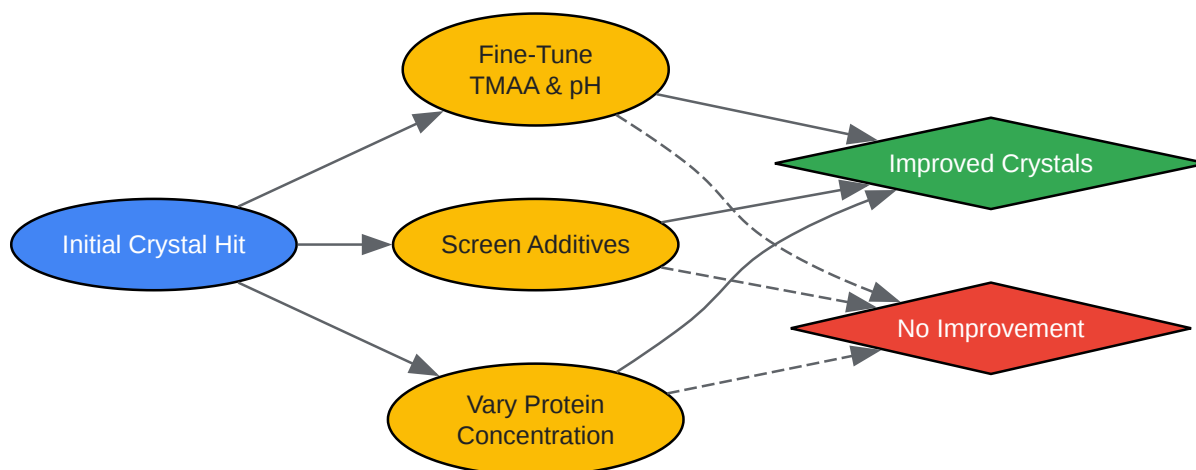 Fine-Tune
TMAA & pH
Improved Crystals
Initial Crystal Hit
Screen Additives
No Improvement
Vary Protein
Concentration